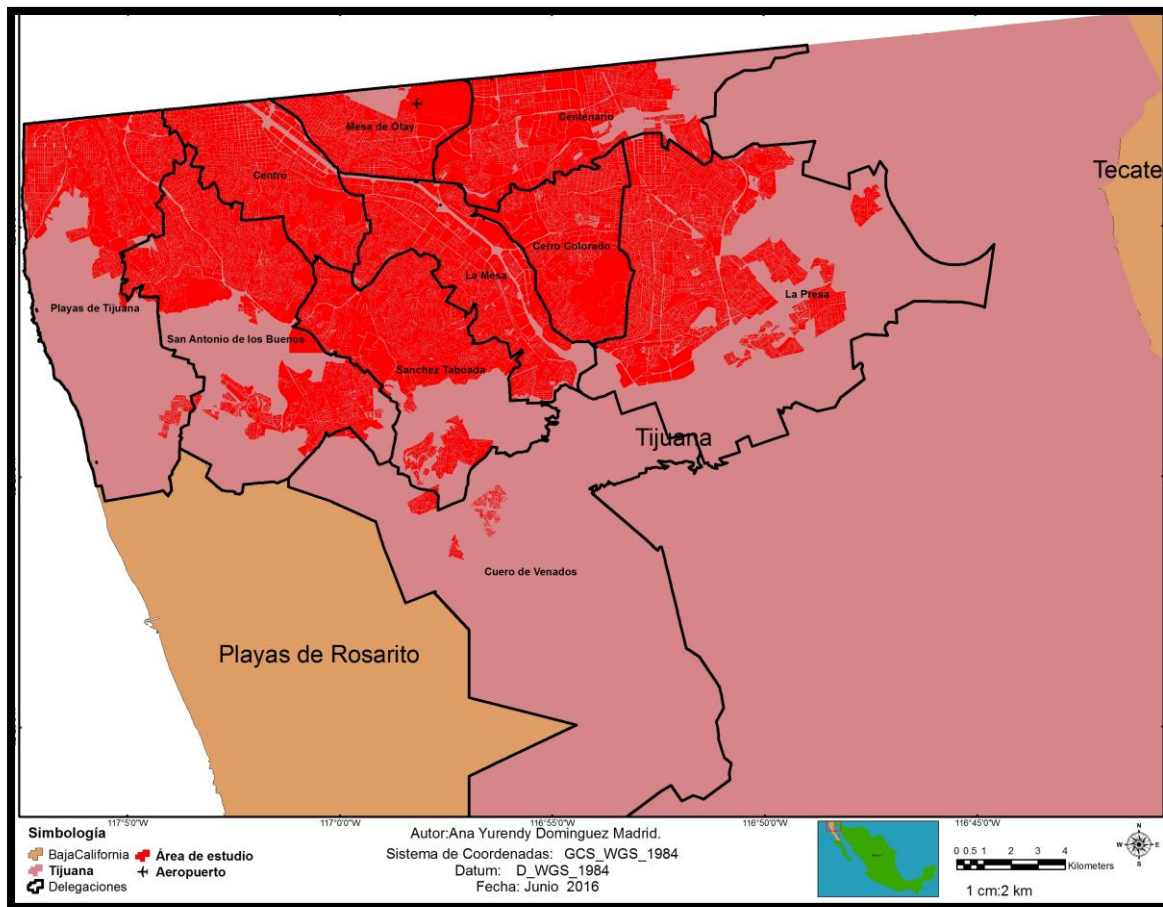 Mesa de Otay
Centenario
Tecate
Centro
Cerro Colorado
La Mesa
La Presa
Playas de Tijuana
San Antonio de los Buenos
Sanchez Taboada
Tijuana
Cuero de Venados
Playas de Rosarito
117°5'0"W
117°0'0"W
116°55'0"W
116°50'0"W
116°45'0"W
Simbología
BajaCalifornia
Área de estudio
Tijuana
Aeropuerto
Delegaciones
Autor:Ana Yurendy Dominguez Madrid.
Sistema de Coordenadas: GCS_WGS_1984
Datum: D_WGS_1984
Fecha: Junio 2016
0 0.5 1 2 3 4
Kilometers
1 cm:2 km
N
W E
S